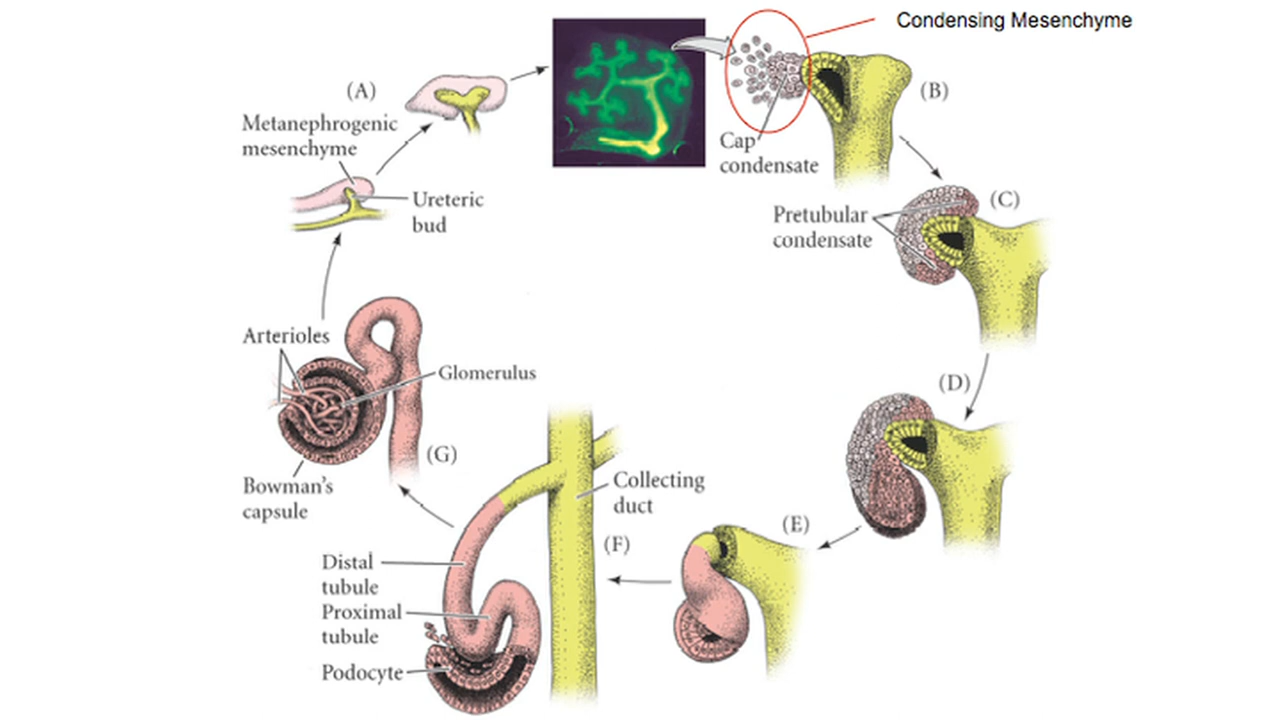 Condensing Mesenchyme
(A)
Metanephrogenic
mesenchyme
Ureteric
bud
Cap
condensate
(B)
Pretubular
condensate
(C)
(D)
(E)
(F)
Collecting
duct
Distal
tubule
Proximal
tubule
Podocyte
(G)
Arterioles
Glomerulus
Bowman's
capsule